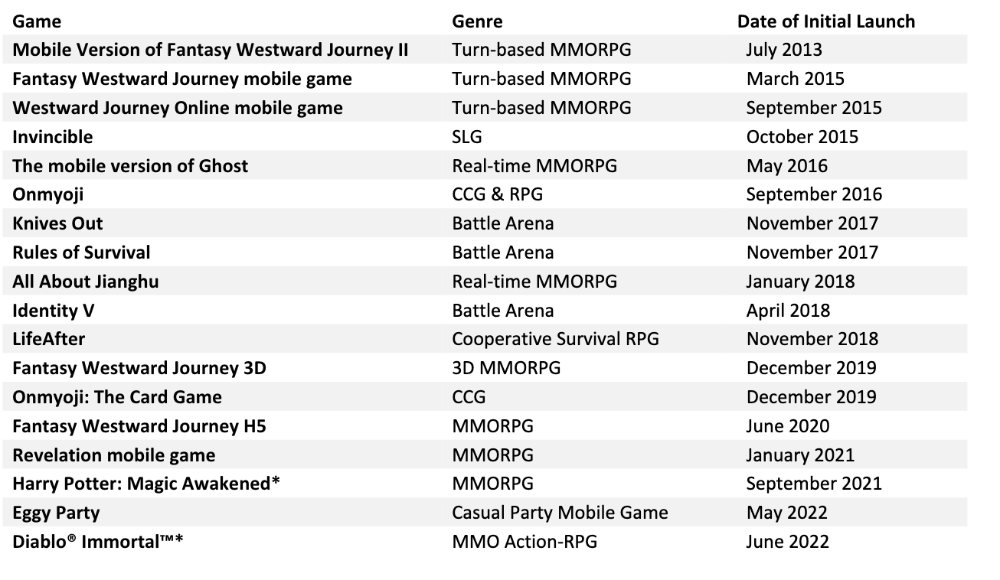 Game Genre Date of Initial Launch
Mobile Version of Fantasy Westward Journey II Turn-based MMORPG July 2013
Fantasy Westward Journey mobile game Turn-based MMORPG March 2015
Westward Journey Online mobile game Turn-based MMORPG September 2015
Invincible SLG October 2015
The mobile version of Ghost Real-time MMORPG May 2016
Onmyoji CCG & RPG September 2016
Knives Out Battle Arena November 2017
Rules of Survival Battle Arena November 2017
All About Jianghu Real-time MMORPG January 2018
Identity V Battle Arena April 2018
LifeAfter Cooperative Survival RPG November 2018
Fantasy Westward Journey 3D 3D MMORPG December 2019
Onmyoji: The Card Game CCG December 2019
Fantasy Westward Journey H5 MMORPG June 2020
Revelation mobile game MMORPG January 2021
Harry Potter: Magic Awakened* MMORPG September 2021
Eggy Party Casual Party Mobile Game May 2022
Diablo® Immortal™* MMO Action-RPG June 2022